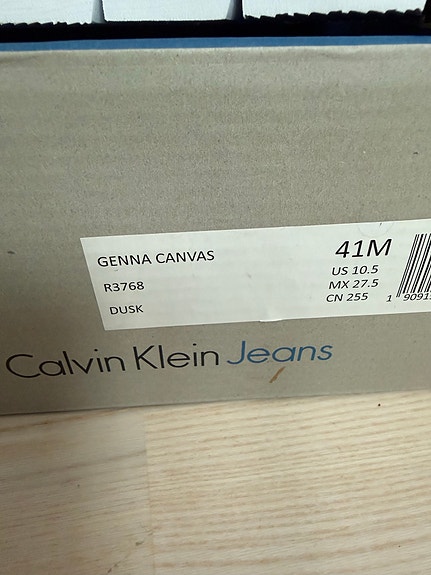 GENNA CANVAS
R3768
DUSK
41M
US 10.5
MX 27.5
CN 255
Calvin Klein Jeans